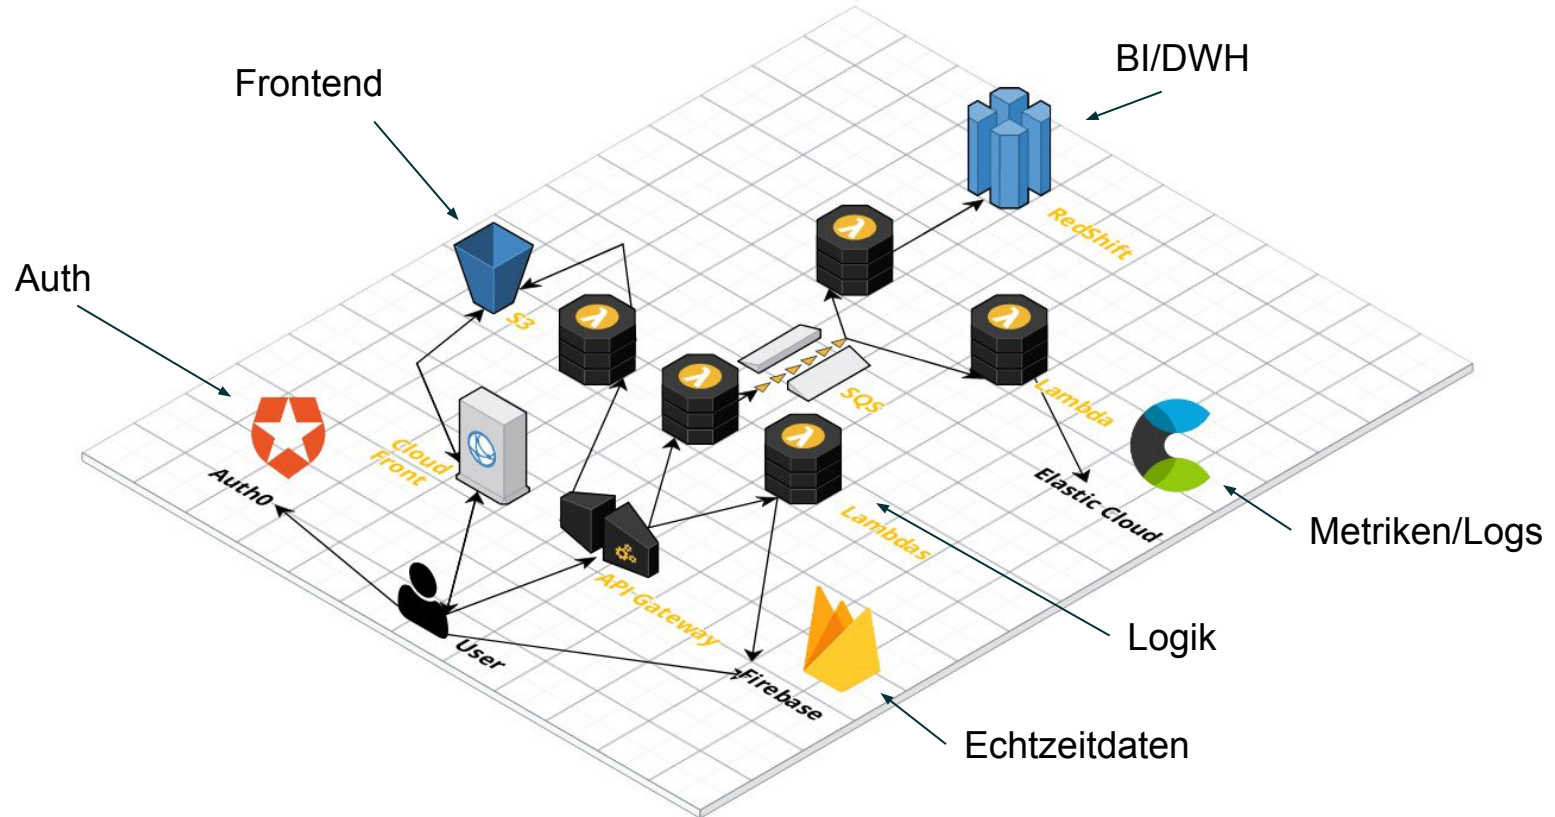 BI/DWH
Frontend
RedShift
Auth
S3
Lambda
SQS
Cloud
Front
Auth0
Elastic Cloud
Metriken/Logs
Lambdas
API-Gateway
Logik
User
Firebase
Echtzeitdaten